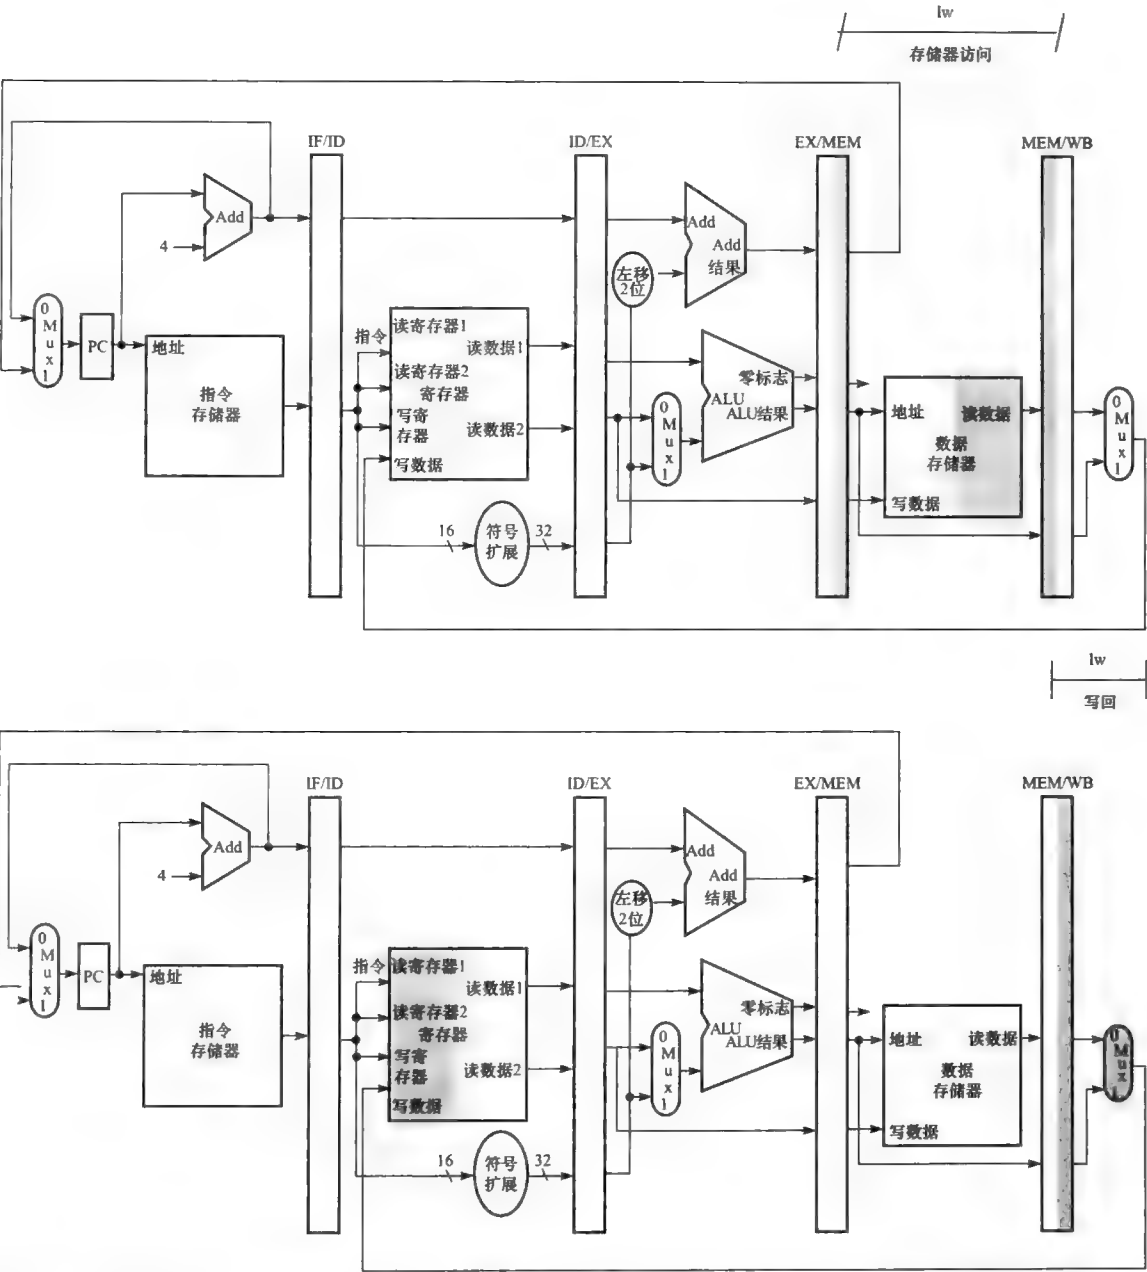 lw
存储器访问
IF/ID
ID/EX
EX/MEM
MEM/WB
Add
4
Add
Add
结果
左移
2位
0
M
u
x
1
PC
地址
指令
存储器
指令
读寄存器1
读数据1
读寄存器2
寄存器
写寄
存器
读数据2
写数据
16
符号
扩展
32
0
M
u
x
1
零标志
ALU
ALU结果
地址
读数据
数据
存储器
写数据
0
M
u
x
1
lw
写回
IF/ID
ID/EX
EX/MEM
MEM/WB
Add
4
Add
Add
结果
左移
2位
0
M
u
x
1
PC
地址
指令
存储器
指令
读寄存器1
读数据1
读寄存器2
寄存器
写寄
存器
读数据2
写数据
16
符号
扩展
32
0
M
u
x
1
零标志
ALU
ALU结果
地址
读数据
数据
存储器
写数据
0
M
u
x
1